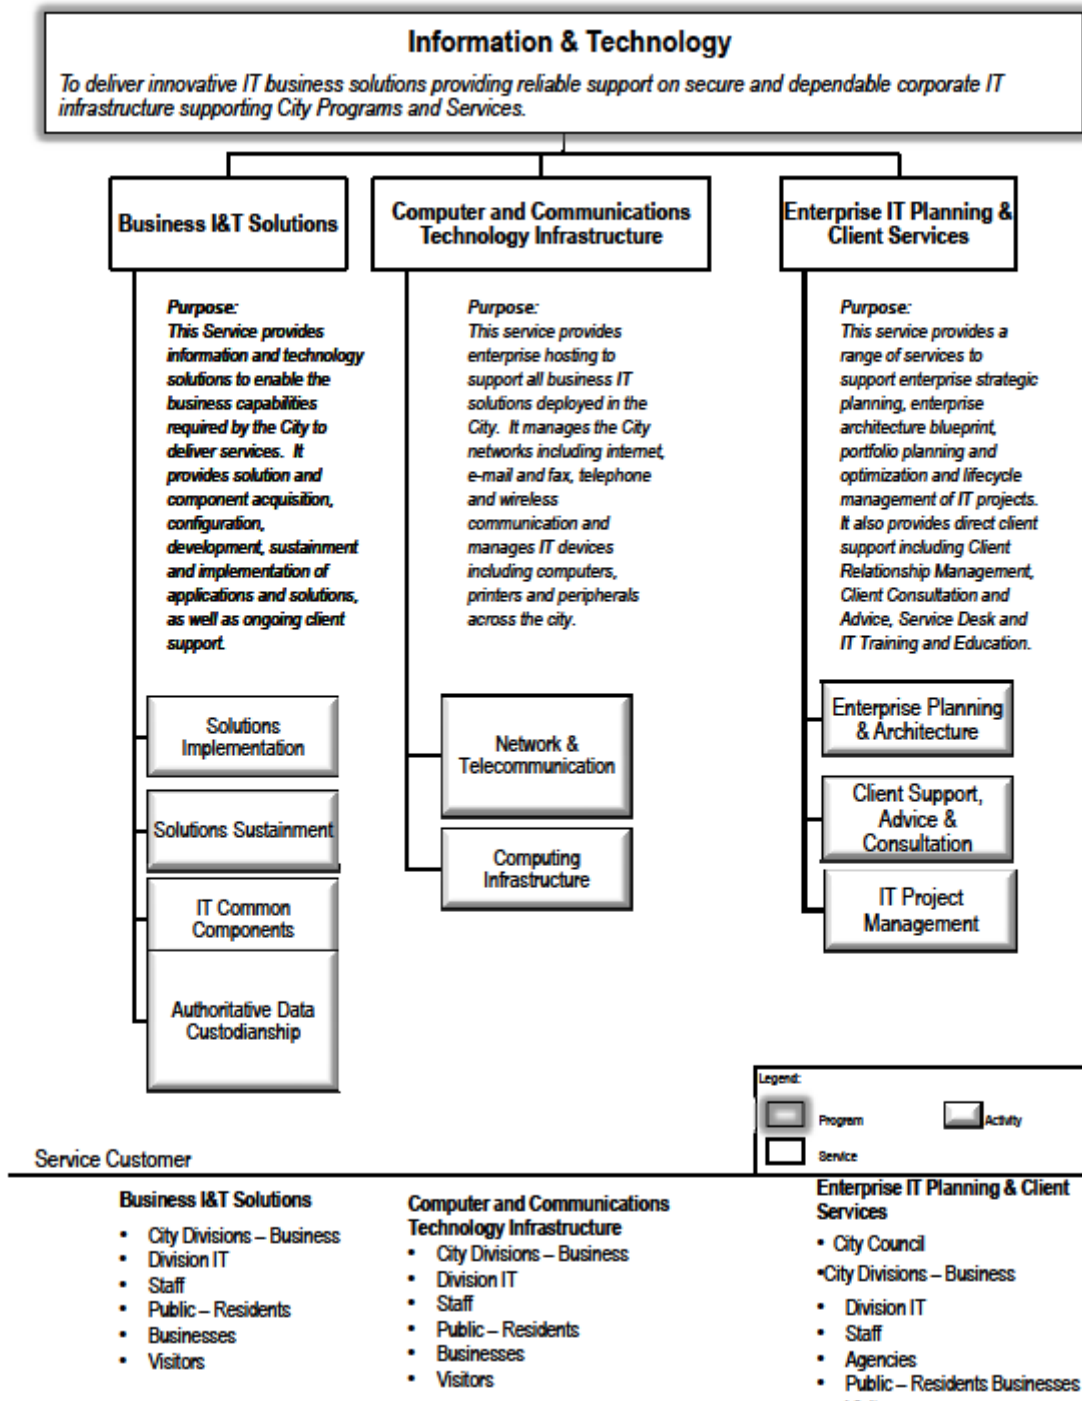 Information & Technology
To deliver innovative IT business solutions providing reliable support on secure and dependable corporate IT
infrastructure supporting City Programs and Services.
Business I&T Solutions
Computer and Communications
Technology Infrastructure
Enterprise IT Planning &
Client Services
Purpose:
This Service provides
information and technology
solutions to enable the
business capabilities
required by the City to
deliver services. It
provides solution and
component acquisition,
configuration,
development, sustainment
and implementation of
applications and solutions,
as well as ongoing client
support.
Purpose:
This service provides
enterprise hosting to
support all business IT
solutions deployed in the
City. It manages the City
networks including internet,
e-mail and fax, telephone
and wireless
communication and
manages IT devices
including computers,
printers and peripherals
across the city.
Purpose:
This service provides a
range of services to
support enterprise strategic
planning, enterprise
architecture blueprint,
portfolio planning and
optimization and lifecycle
management of IT projects.
It also provides direct client
support including Client
Relationship Management,
Client Consultation and
Advice, Service Desk and
IT Training and Education.
Solutions
Implementation
Solutions Sustainment
IT Common
Components
Authoritative Data
Custodianship
Network &
Telecommunication
Computing
Infrastructure
Enterprise Planning
& Architecture
Client Support,
Advice &
Consultation
IT Project
Management
Legend:
Program
Activity
Service
Service Customer
Business I&T Solutions
• City Divisions – Business
• Division IT
• Staff
• Public – Residents
• Businesses
• Visitors
Computer and Communications
Technology Infrastructure
• City Divisions – Business
• Division IT
• Staff
• Public – Residents
• Businesses
• Visitors
Enterprise IT Planning & Client
Services
• City Council
•City Divisions – Business
• Division IT
• Staff
• Agencies
• Public – Residents Businesses